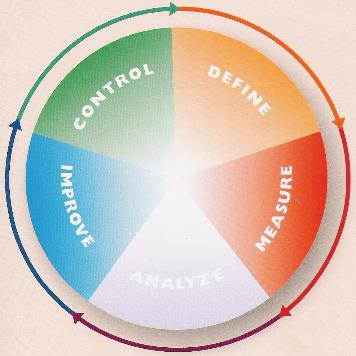 DEFINE
MEASURE
ANALYZE
IMPROVE
CONTROL